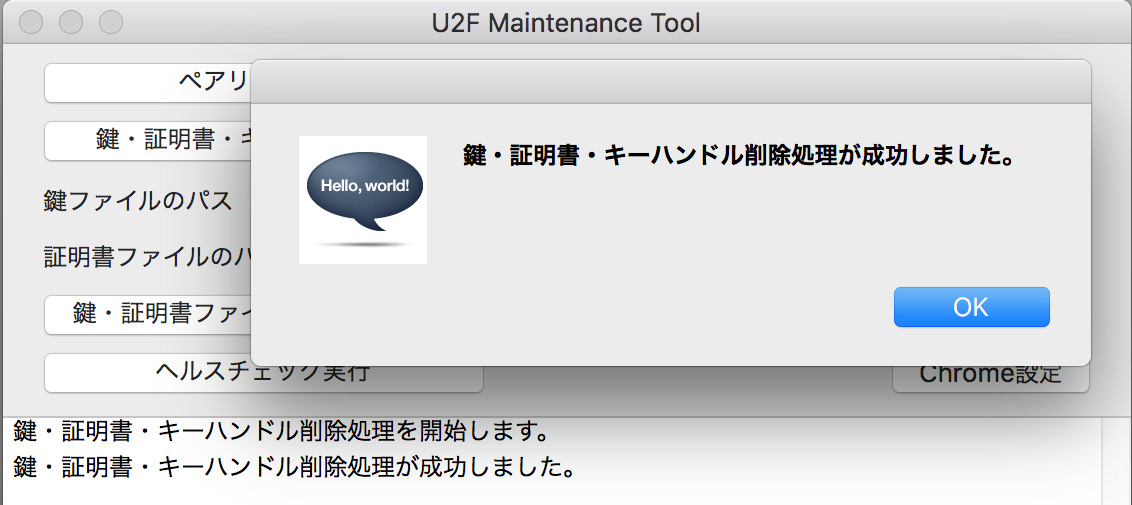 U2F Maintenance Tool
ペアリ
鍵・証明書・キ
鍵ファイルのパス
証明書ファイルのパ
鍵・証明書ファイ
ヘルスチェック実行
Hello, world!
鍵・証明書・キーハンドル削除処理が成功しました。
OK
Chrome設定
鍵・証明書・キーハンドル削除処理を開始します。
鍵・証明書・キーハンドル削除処理が成功しました。